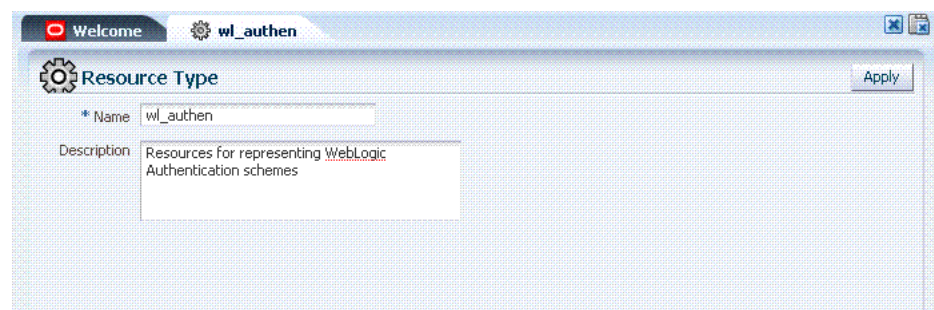 Welcome wl_authen
Resource Type Apply
* Name wl_authen
Description Resources for representing WebLogic
Authentication schemes